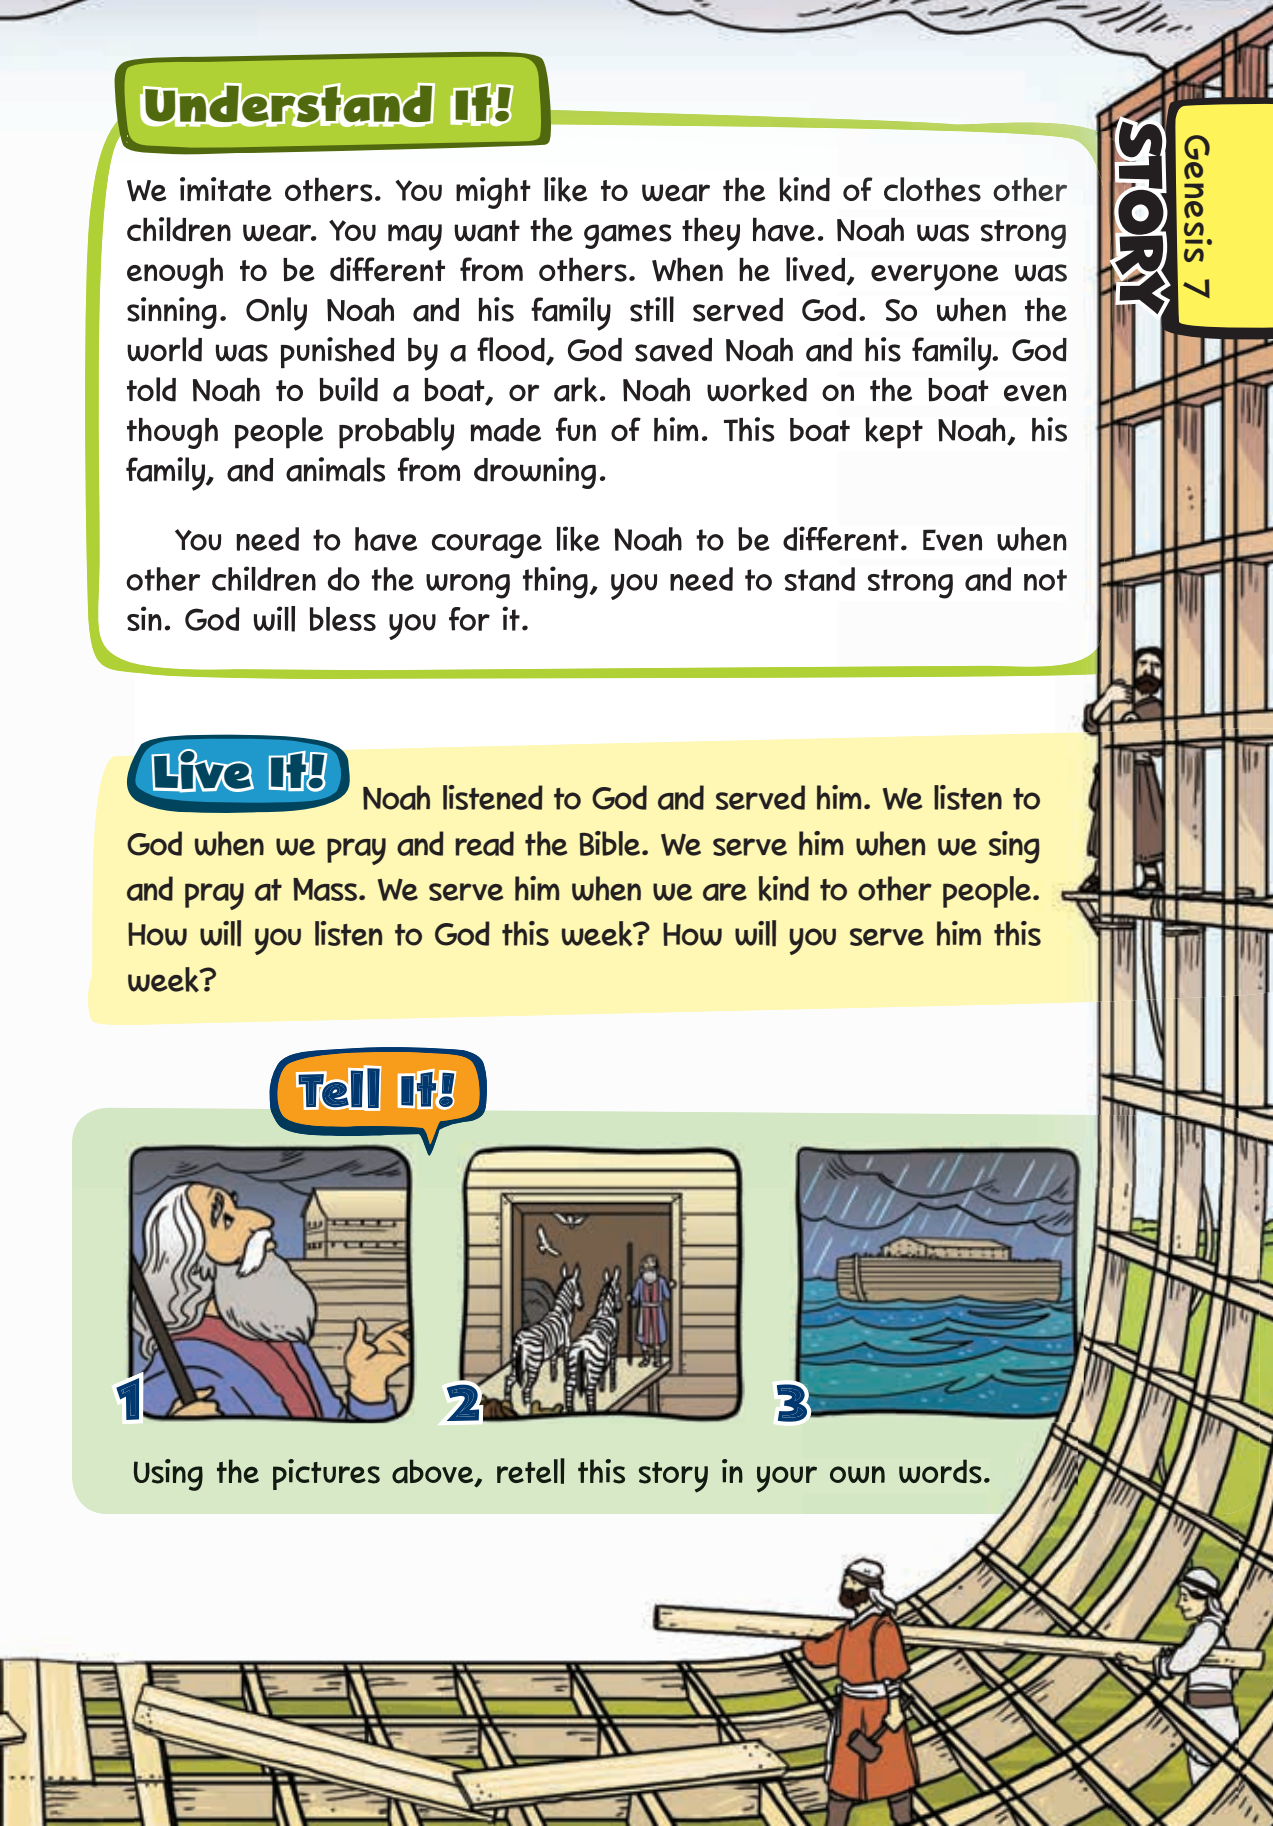 Understand It!
We imitate others. You might like to wear the kind of clothes other
children wear. You may want the games they have. Noah was strong
enough to be different from others. When he lived, everyone was
sinning. Only Noah and his family still served God. So when the
world was punished by a flood, God saved Noah and his family. God
told Noah to build a boat, or ark. Noah worked on the boat even
though people probably made fun of him. This boat kept Noah, his
family, and animals from drowning.
You need to have courage like Noah to be different. Even when
other children do the wrong thing, you need to stand strong and not
sin. God will bless you for it.
Genesis 7
STORY
Live It!
Noah listened to God and served him. We listen to
God when we pray and read the Bible. We serve him when we sing
and pray at Mass. We serve him when we are kind to other people.
How will you listen to God this week? How will you serve him this
week?
Tell It!
1
2
3
Using the pictures above, retell this story in your own words.